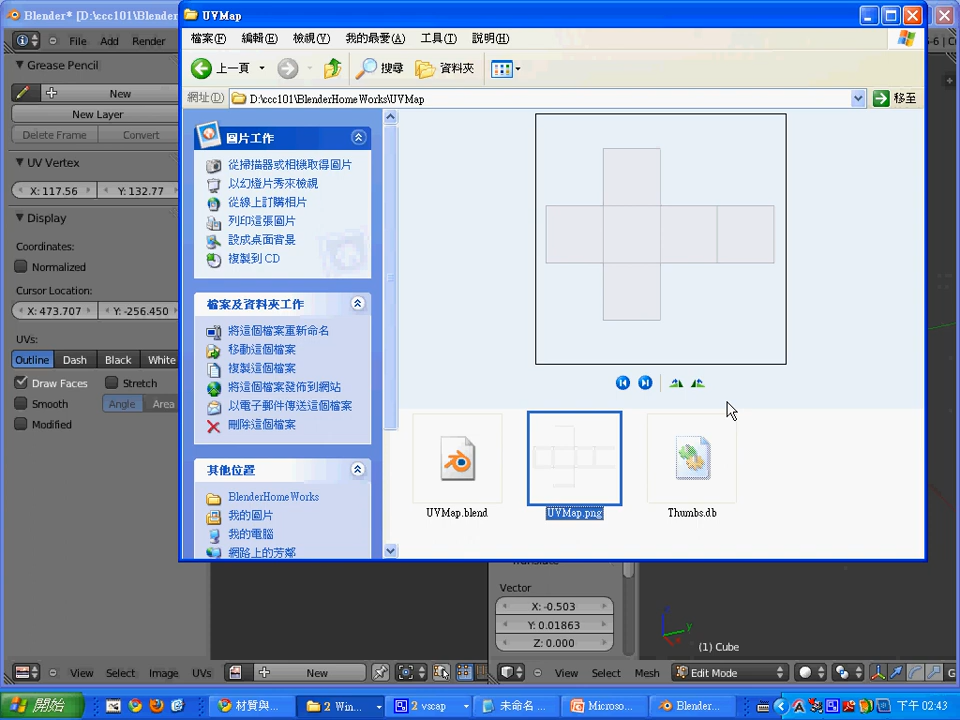 Blender* [D:\ccc101\Blender
UVMap
File Add Render
檔案(F) 編輯(E) 檢視(V) 我的最愛(A) 工具(T) 說明(H)
上一頁 搜尋 資料夾
網址(D) D:\ccc101\BlenderHomeWorks\UVMap 移至
Grease Pencil
New
New Layer
Delete Frame Convert
UV Vertex
X: 117.56 Y: 132.77
Display
Coordinates:
Normalized
Cursor Location:
X: 473.707 Y: -256.450
UVs:
Outline Dash Black White
Draw Faces Stretch
Smooth Angle Area
Modified
圖片工作
從掃描器或相機取得圖片
以幻燈片秀來檢視
從線上訂購相片
列印這張圖片
設成桌面背景
複製到 CD
檔案及資料夾工作
將這個檔案重新命名
移動這個檔案
複製這個檔案
將這個檔案發佈到網站
以電子郵件傳送這個檔案
刪除這個檔案
其他位置
BlenderHomeWorks
我的圖片
我的電腦
網路上的芳鄰
UVMap.blend UVMap.png Thumbs.db
Vector
X: -0.503
Y: 0.01863
Z: 0.000
z
y
(1) Cube
View Select Image UVs New View Select Mesh Edit Mode G
開始 材質與... 2 Win... 2 vscap 未命名 ... Microso... Blender... 下午 02:43